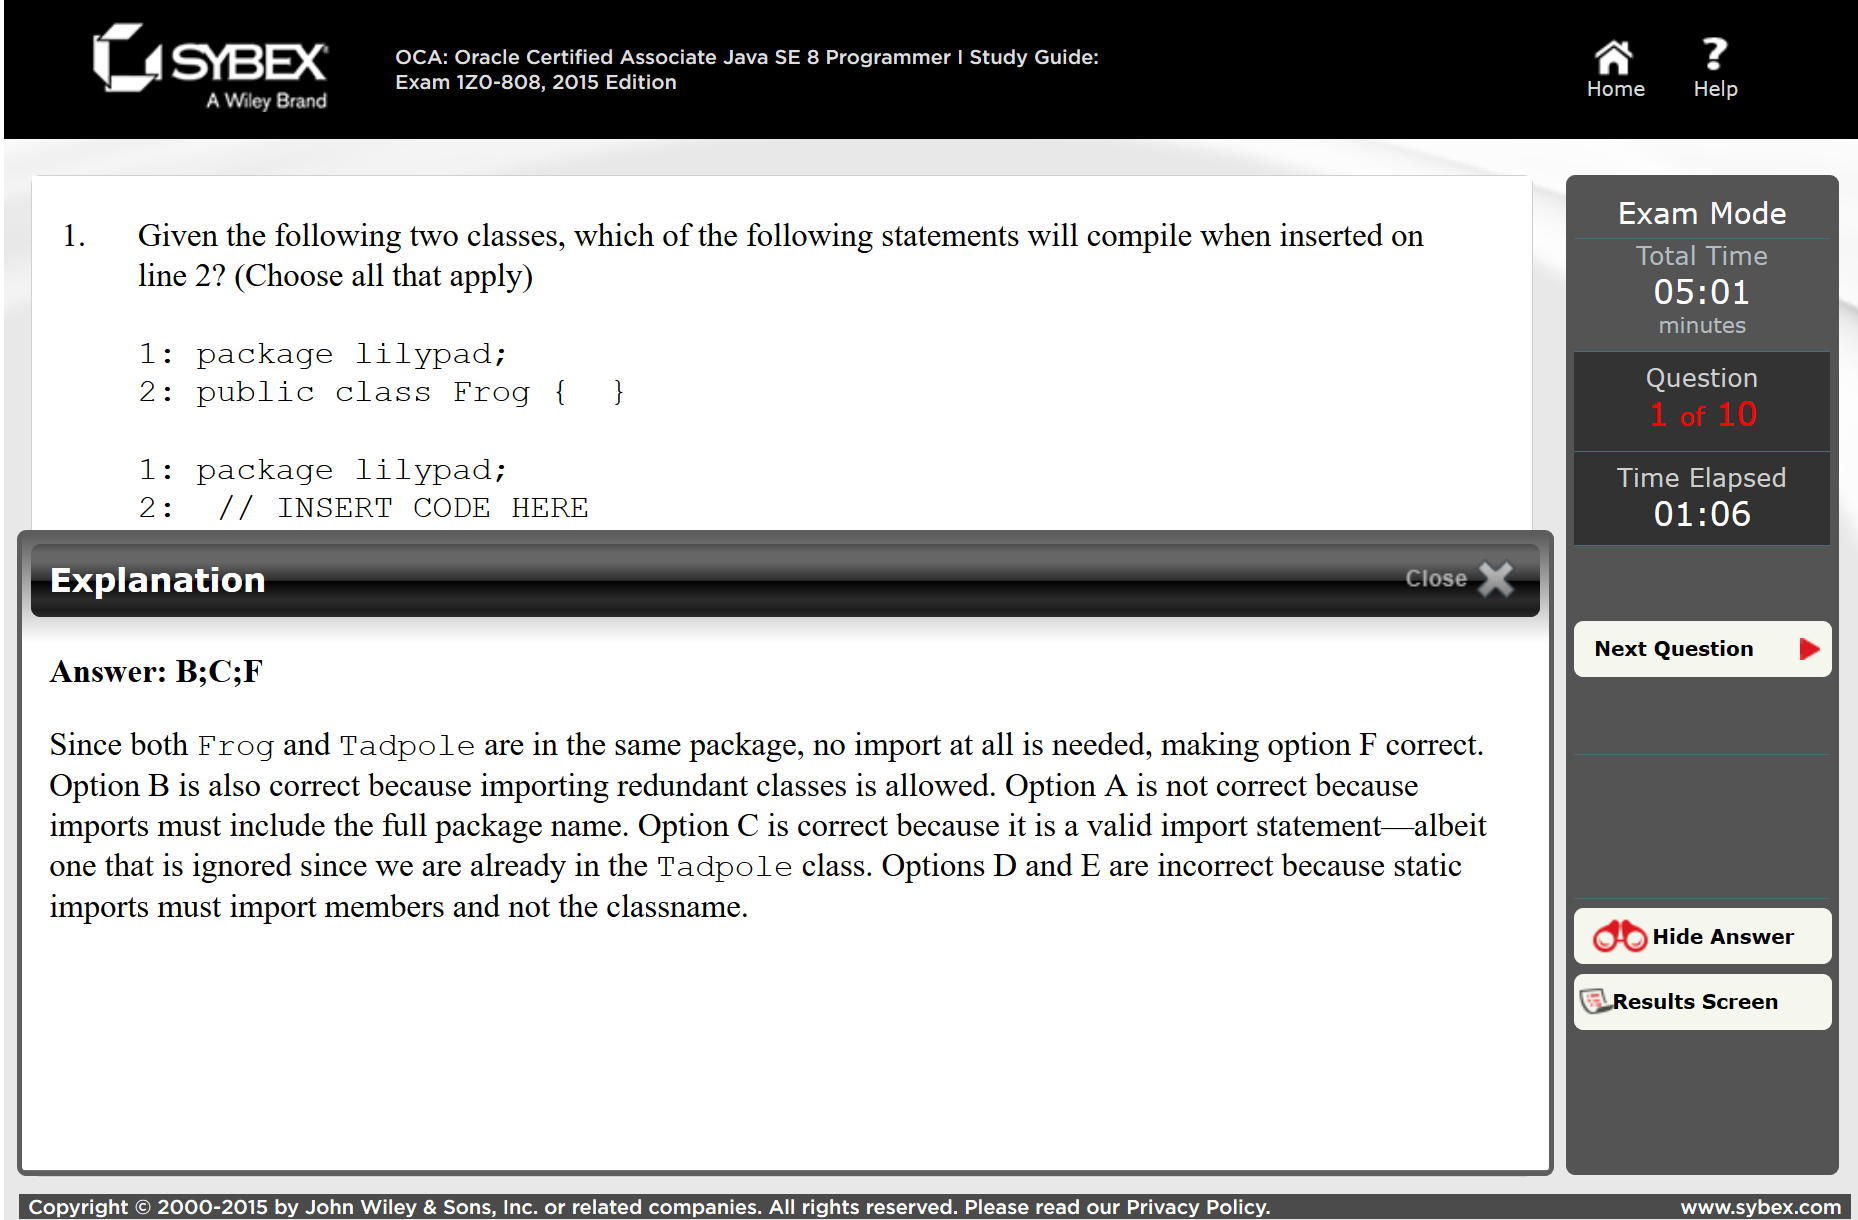 SYBEX
A Wiley Brand
OCA: Oracle Certified Associate Java SE 8 Programmer I Study Guide:
Exam 1Z0-808, 2015 Edition
Home
Help
1. Given the following two classes, which of the following statements will compile when inserted on
line 2? (Choose all that apply)
1: package lilypad;
2: public class Frog { }
1: package lilypad;
2: // INSERT CODE HERE
Explanation
Close
Answer: B;C;F
Since both Frog and Tadpole are in the same package, no import at all is needed, making option F correct.
Option B is also correct because importing redundant classes is allowed. Option A is not correct because
imports must include the full package name. Option C is correct because it is a valid import statement—albeit
one that is ignored since we are already in the Tadpole class. Options D and E are incorrect because static
imports must import members and not the classname.
Exam Mode
Total Time
05:01
minutes
Question
1 of 10
Time Elapsed
01:06
Next Question
Hide Answer
Results Screen
Copyright © 2000-2015 by John Wiley & Sons, Inc. or related companies. All rights reserved. Please read our Privacy Policy.
www.sybex.com